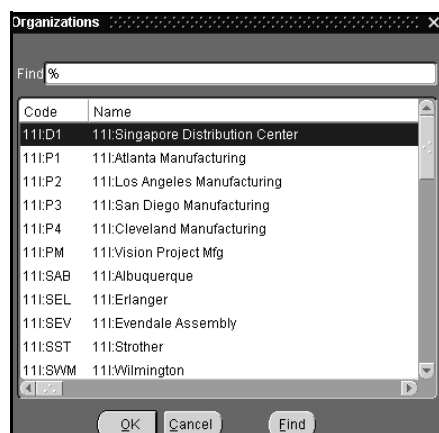 Organizations
Find %
Code Name
11I:D1 11I:Singapore Distribution Center
11I:P1 11I:Atlanta Manufacturing
11I:P2 11I:Los Angeles Manufacturing
11I:P3 11I:San Diego Manufacturing
11I:P4 11I:Cleveland Manufacturing
11I:PM 11I:Vision Project Mfg
11I:SAB 11I:Albuquerque
11I:SEL 11I:Erlanger
11I:SEV 11I:Evendale Assembly
11I:SST 11I:Strother
11I:SWM 11I:Wilmington
OK Cancel Find